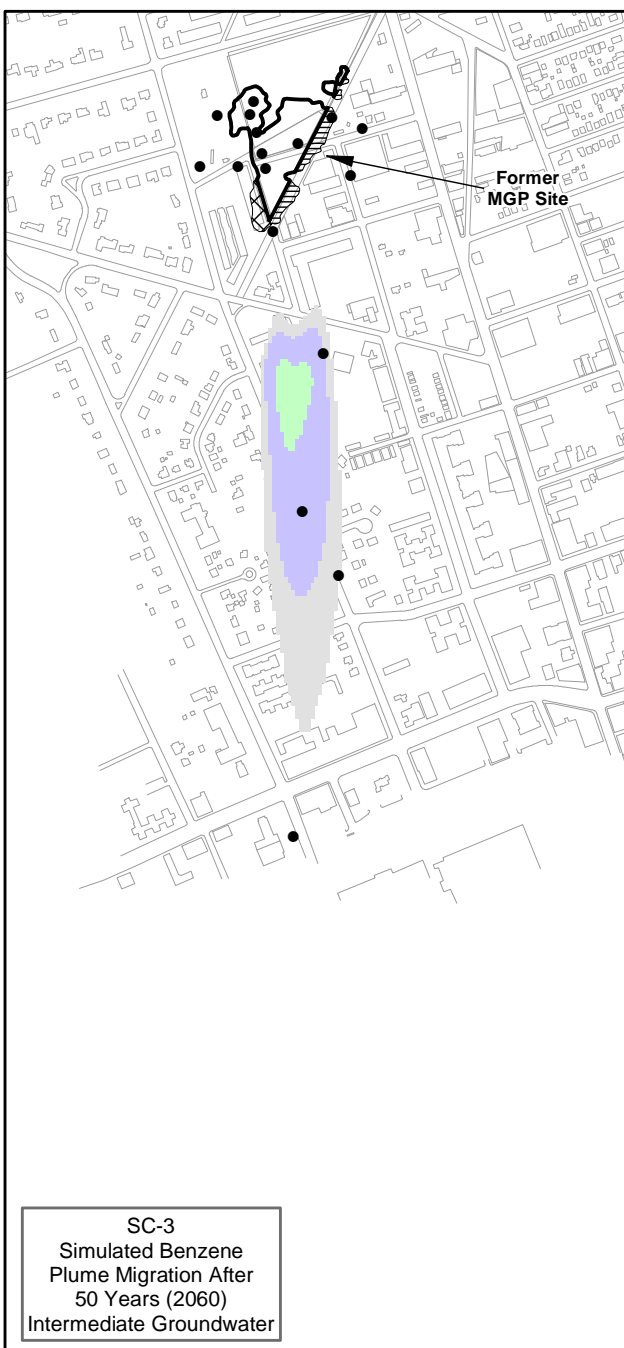 Former
MGP Site
SC-3
Simulated Benzene
Plume Migration After
50 Years (2060)
Intermediate Groundwater